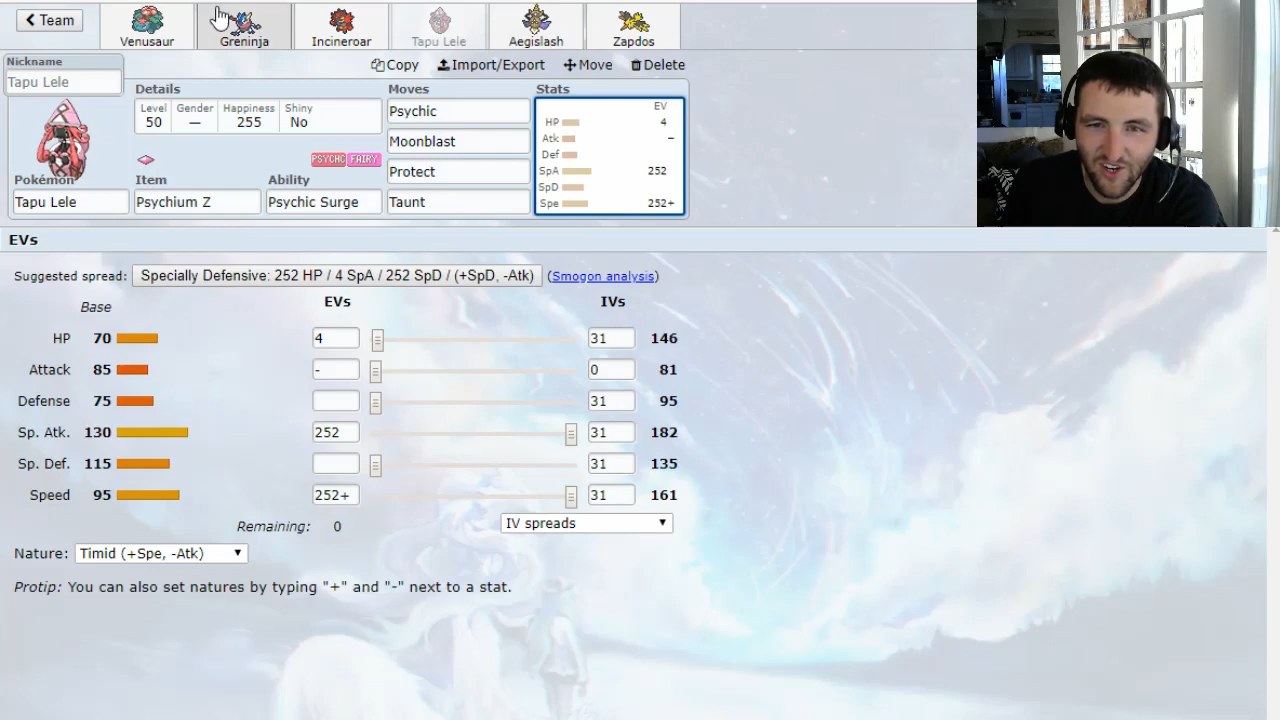 Team
Venusaur
Greninja
Incineroar
Tapu Lele
Aegislash
Zapdos
Nickname
Tapu Lele
Copy Import/Export Move Delete
Details
Level Gender Happiness Shiny
50 — 255 No
PSYCHC FAIRY
Pokémon Item Ability
Tapu Lele Psychium Z Psychic Surge
Moves
Psychic
Moonblast
Protect
Taunt
Stats
EV
HP 4
Atk –
Def
SpA 252
SpD
Spe 252+
EVs
Suggested spread: Specially Defensive: 252 HP / 4 SpA / 252 SpD / (+SpD, -Atk) (Smogon analysis)
Base EVs IVs
HP 70 4 31 146
Attack 85 - 0 81
Defense 75 31 95
Sp. Atk. 130 252 31 182
Sp. Def. 115 31 135
Speed 95 252+ 31 161
Remaining: 0 IV spreads
Nature: Timid (+Spe, -Atk)
Protip: You can also set natures by typing "+" and "-" next to a stat.